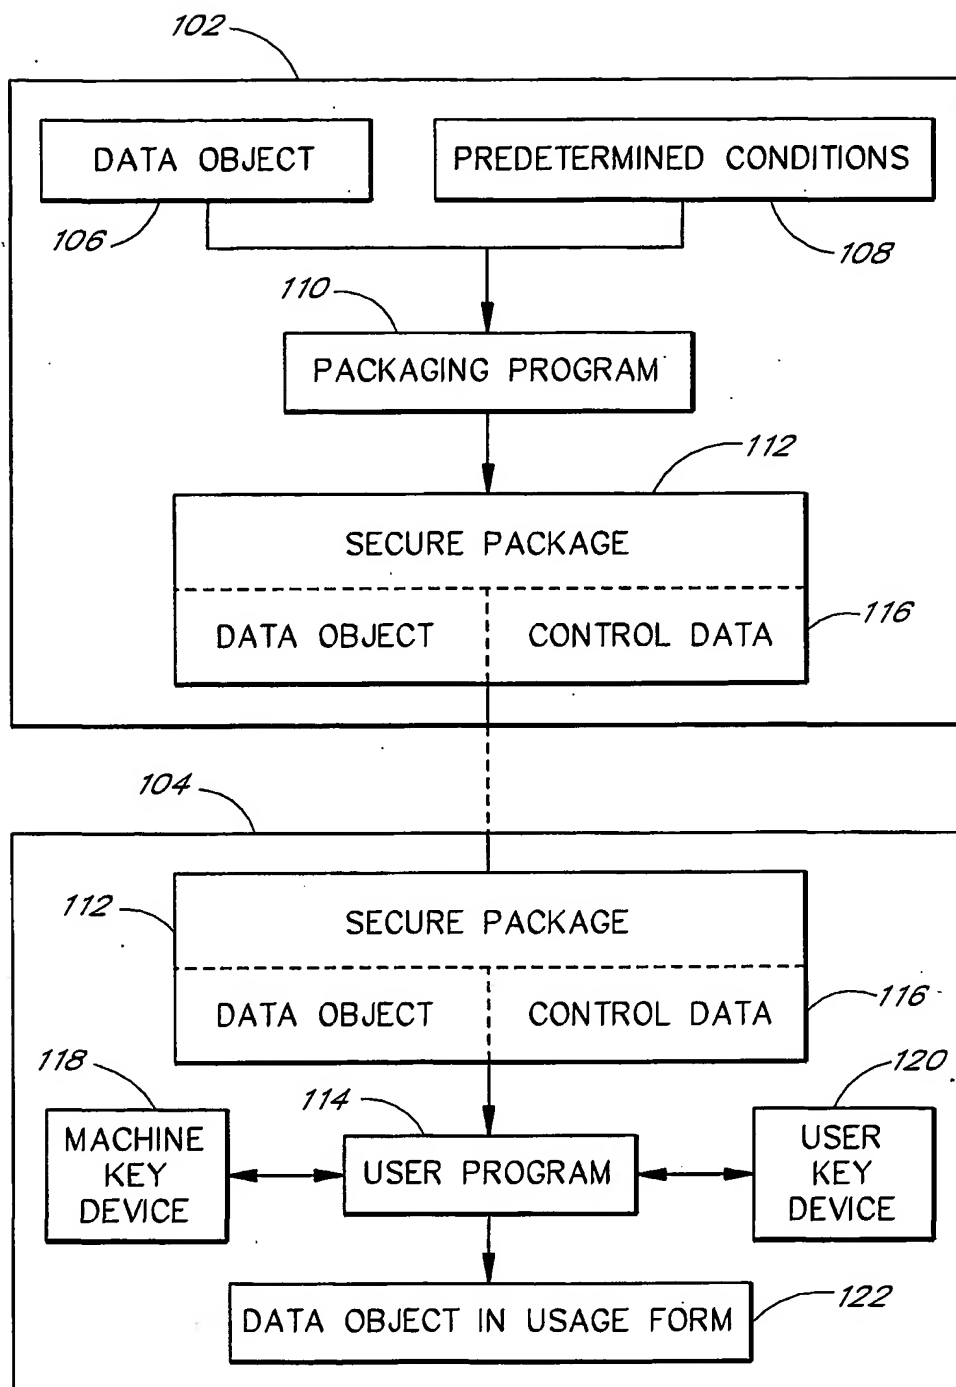 102
DATA OBJECT
PREDETERMINED CONDITIONS
106
108
110
PACKAGING PROGRAM
112
SECURE PACKAGE
DATA OBJECT
CONTROL DATA
116
104
112
SECURE PACKAGE
DATA OBJECT
CONTROL DATA
116
118
114
120
MACHINE
KEY
DEVICE
USER PROGRAM
USER
KEY
DEVICE
DATA OBJECT IN USAGE FORM
122